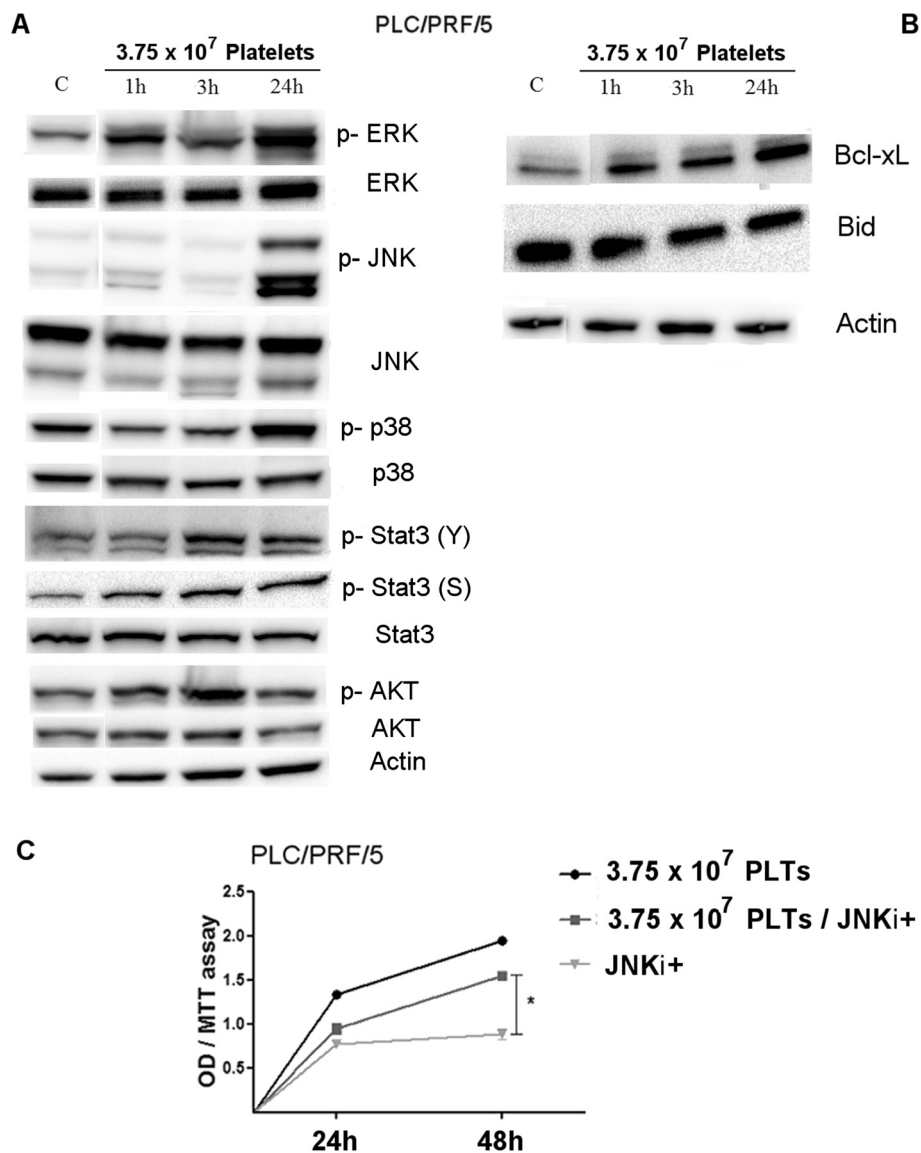 A
PLC/PRF/5
B
3.75 x 10⁷ Platelets
C 1h 3h 24h
p- ERK
ERK
p- JNK
JNK
p- p38
p38
p- Stat3 (Y)
p- Stat3 (S)
Stat3
p- AKT
AKT
Actin
3.75 x 10⁷ Platelets
C 1h 3h 24h
Bcl-xL
Bid
Actin
C
PLC/PRF/5
OD / MTT assay
2.5
2.0
1.5
1.0
0.5
*
24h 48h
3.75 x 10⁷ PLTs
3.75 x 10⁷ PLTs / JNKi+
JNKi+